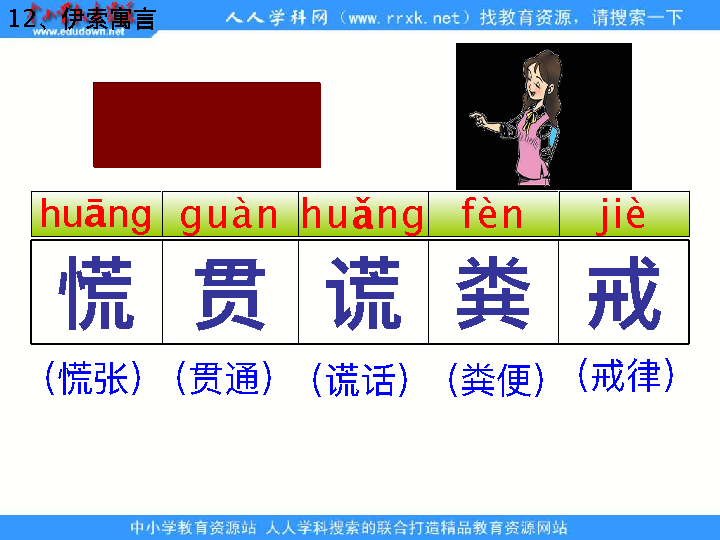 12、伊索寓言
www.edudown.net
人人学科网（www.rrxk.net）找教育资源，请搜索一下
huāng guàn huǎng fèn jiè
慌 贯 谎 粪 戒
（慌张）（贯通）（谎话）（粪便）（戒律）
中小学教育资源站 人人学科搜索的联合打造精品教育资源网站